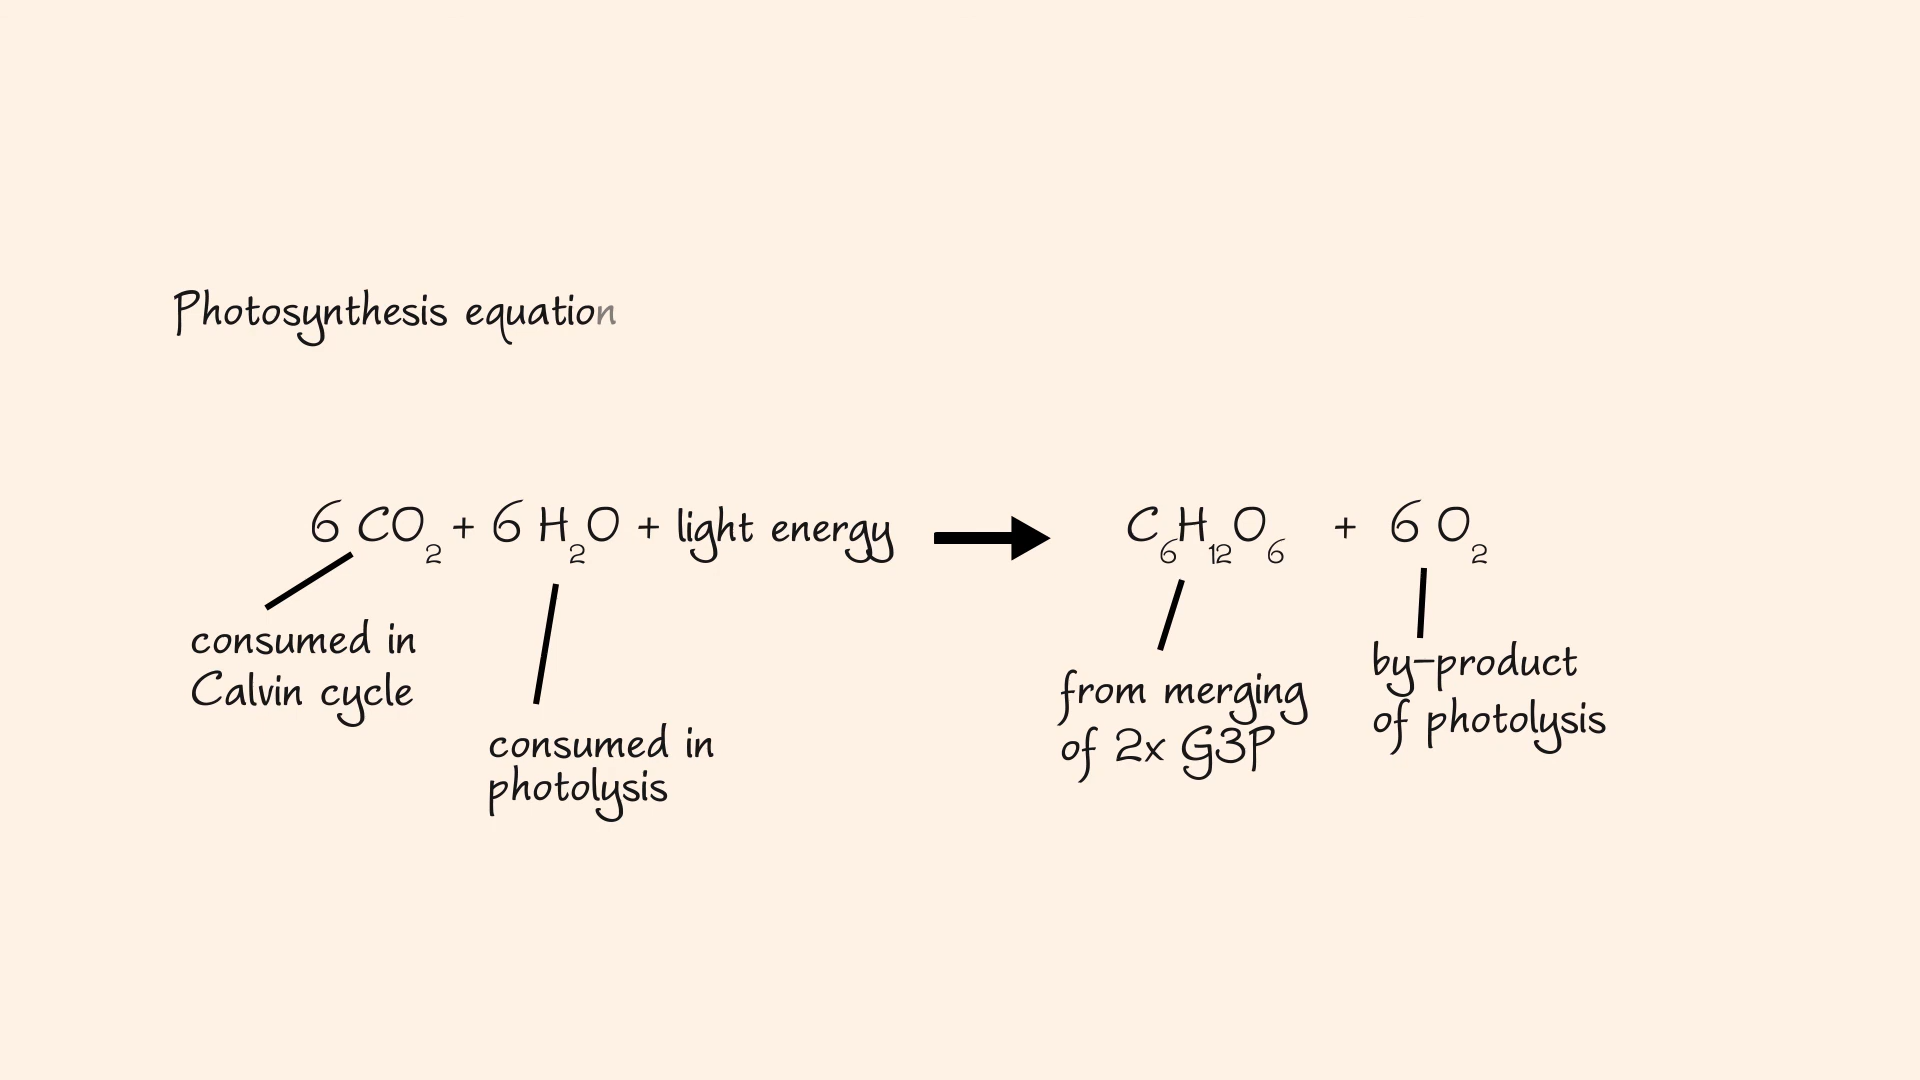 Photosynthesis equation
6 CO₂ + 6 H₂O + light energy → C₆H₁₂O₆ + 6 O₂
consumed in
Calvin cycle
consumed in
photolysis
from merging
of 2x G3P
by-product
of photolysis